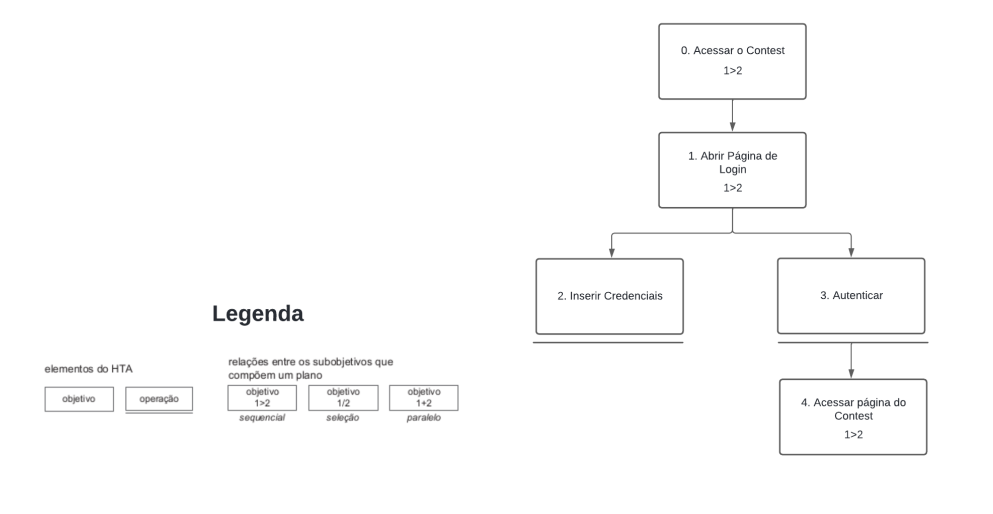 0. Acessar o Contest
1>2
1. Abrir Página de
Login
1>2
2. Inserir Credenciais
3. Autenticar
4. Acessar página do
Contest
1>2
Legenda
elementos do HTA
objetivo
operação
relações entre os subobjetivos que
compõem um plano
objetivo
1>2
sequencial
objetivo
1/2
seleção
objetivo
1+2
paralelo